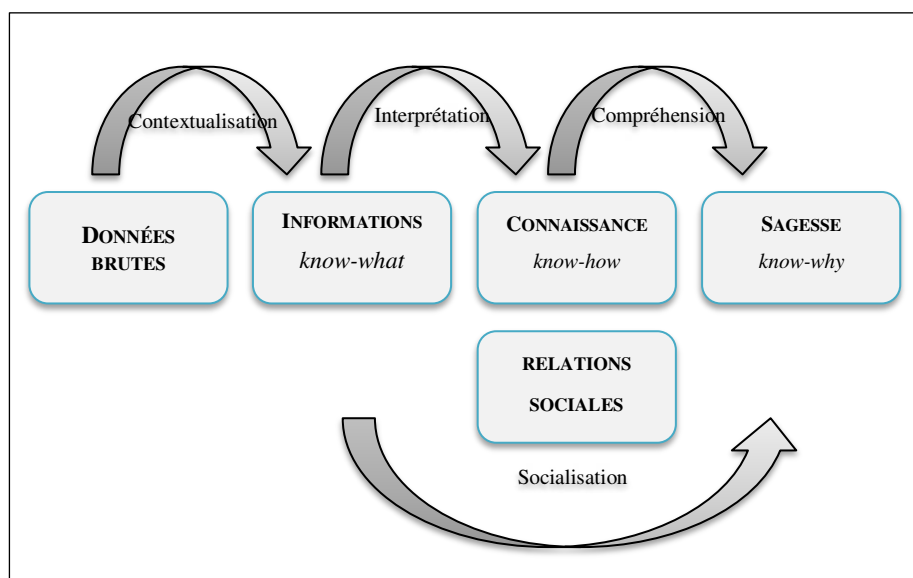 Contextualisation
Interprétation
Compréhension
DONNÉES
BRUTES
INFORMATIONS
know-what
CONNAISSANCE
know-how
SAGESSE
know-why
RELATIONS
SOCIALES
Socialisation